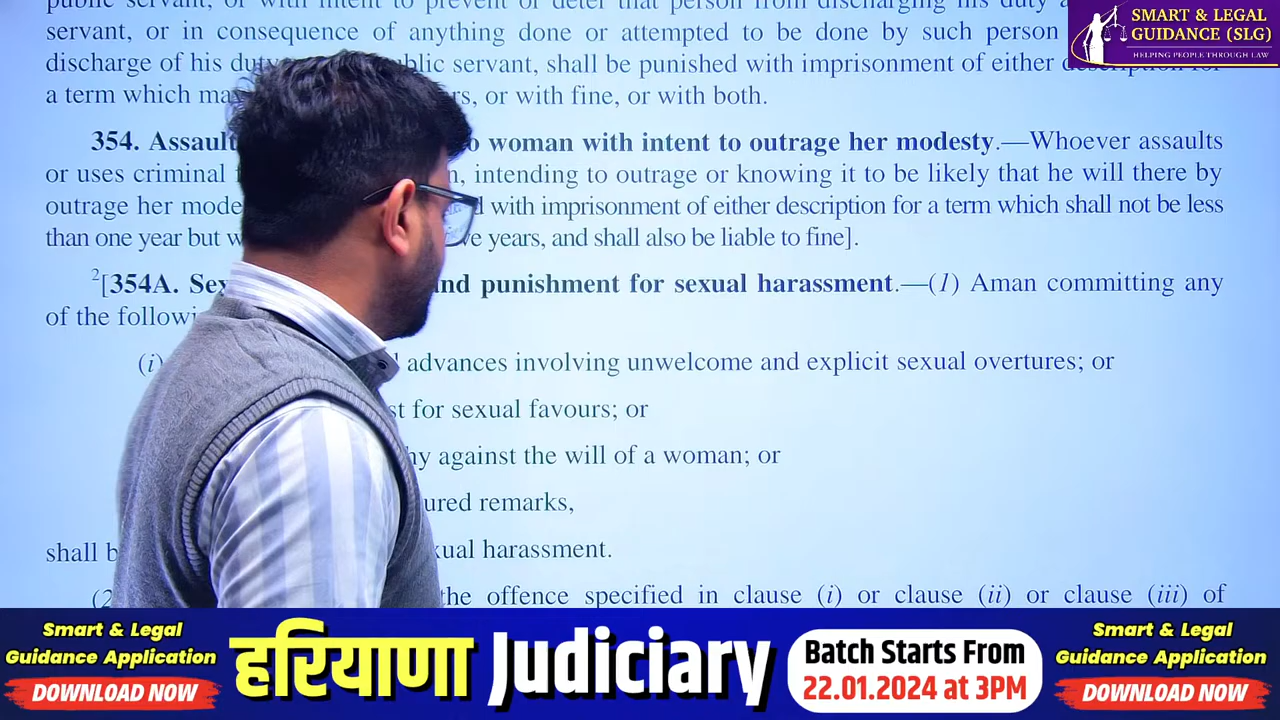 public servant, or with intent to prevent or deter that person from discharging his duty a
servant, or in consequence of anything done or attempted to be done by such person
discharge of his duty blic servant, shall be punished with imprisonment of either description for
a term which may rs, or with fine, or with both.
354. Assault o woman with intent to outrage her modesty.—Whoever assaults
or uses criminal n, intending to outrage or knowing it to be likely that he will there by
outrage her mode d with imprisonment of either description for a term which shall not be less
than one year but w ve years, and shall also be liable to fine].
2[354A. Sex nd punishment for sexual harassment.—(1) Aman committing any
of the followi
(i) advances involving unwelcome and explicit sexual overtures; or
st for sexual favours; or
hy against the will of a woman; or
ured remarks,
shall b xual harassment.
(2 the offence specified in clause (i) or clause (ii) or clause (iii) of
SMART & LEGAL
GUIDANCE (SLG)
HELPING PEOPLE THROUGH LAW
Smart & Legal
Guidance Application
DOWNLOAD NOW
हरियाणा Judiciary
Batch Starts From
22.01.2024 at 3PM
Smart & Legal
Guidance Application
DOWNLOAD NOW